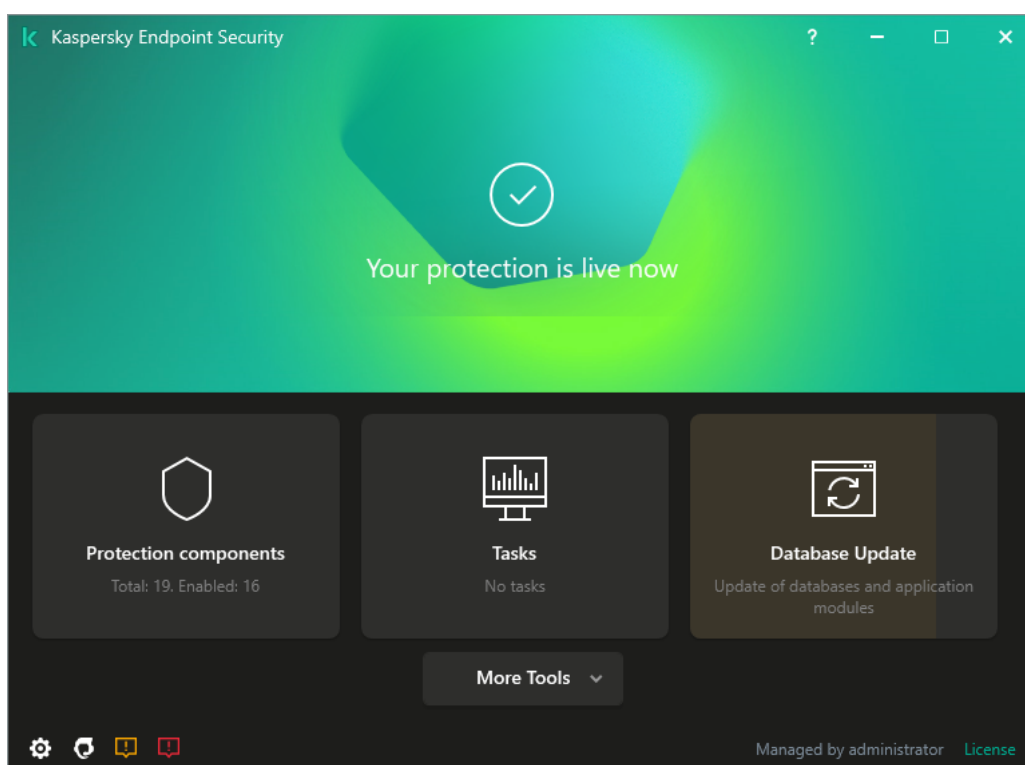 Kaspersky Endpoint Security
?
Your protection is live now
Protection components
Total: 19. Enabled: 16
Tasks
No tasks
Database Update
Update of databases and application
modules
More Tools
Managed by administrator
License